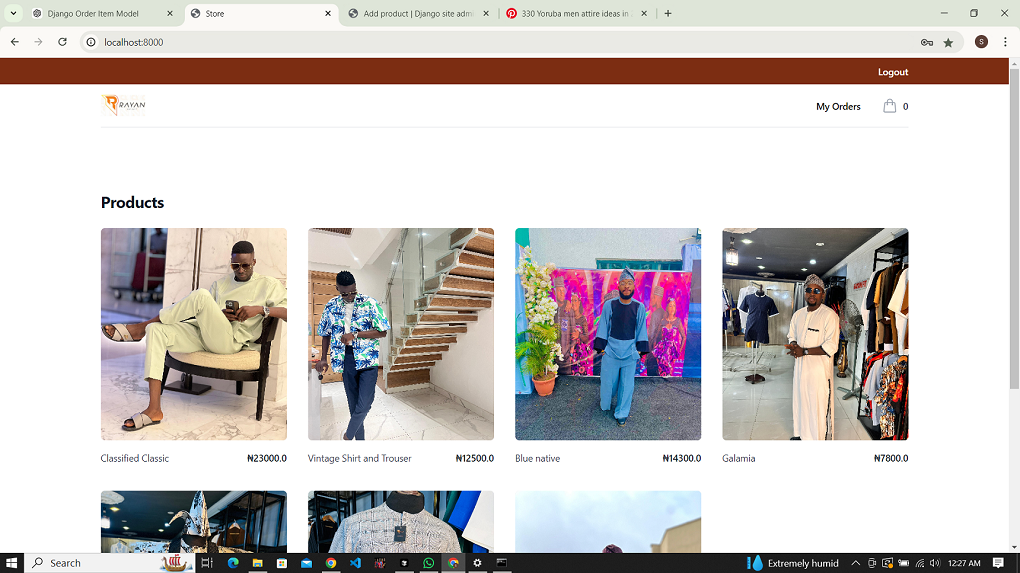 Django Order Item Model
Store
Add product | Django site adm
330 Yoruba men attire ideas in
localhost:8000
S
Logout
RAYAN
My Orders
0
Products
Classified Classic
₦23000.0
Vintage Shirt and Trouser
₦12500.0
Blue native
₦14300.0
Galamia
₦7800.0
Search
Extremely humid
12:27 AM